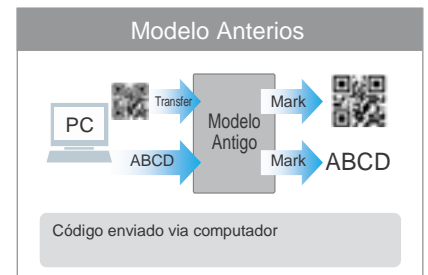 Modelo Anterios
Transfer
Mark
PC
Modelo
Antigo
ABCD
Mark
ABCD
Código enviado via computador